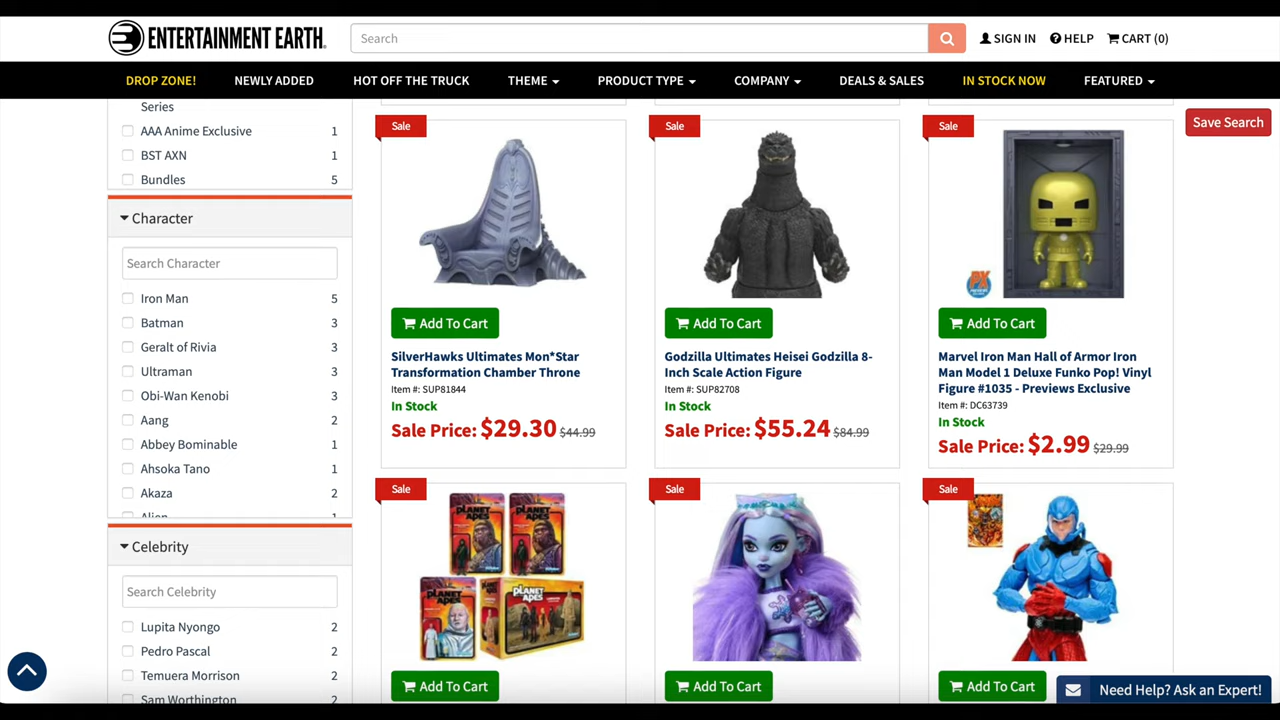 ENTERTAINMENT EARTH
Search
SIGN IN
HELP
CART (0)
DROP ZONE!
NEWLY ADDED
HOT OFF THE TRUCK
THEME
PRODUCT TYPE
COMPANY
DEALS & SALES
IN STOCK NOW
FEATURED
Save Search
Series
AAA Anime Exclusive 1
BST AXN 1
Bundles 5
Character
Search Character
Iron Man 5
Batman 3
Geralt of Rivia 3
Ultraman 3
Obi-Wan Kenobi 3
Aang 2
Abbey Bominable 1
Ahsoka Tano 1
Akaza 2
Alien 1
Celebrity
Search Celebrity
Lupita Nyongo 2
Pedro Pascal 2
Temuera Morrison 2
Sam Worthington
Sale
Add To Cart
SilverHawks Ultimates Mon*Star
Transformation Chamber Throne
Item #: SUP81844
In Stock
Sale Price: $29.30 $44.99
Sale
Add To Cart
Godzilla Ultimates Heisei Godzilla 8-
Inch Scale Action Figure
Item #: SUP82708
In Stock
Sale Price: $55.24 $84.99
Sale
PX
Add To Cart
Marvel Iron Man Hall of Armor Iron
Man Model 1 Deluxe Funko Pop! Vinyl
Figure #1035 - Previews Exclusive
Item #: DC63739
In Stock
Sale Price: $2.99 $29.99
Sale
PLANET APES
PLANET APES
PLANET APES
PLANET APES
Add To Cart
Sale
Add To Cart
Sale
Add To Cart
Need Help? Ask an Expert!